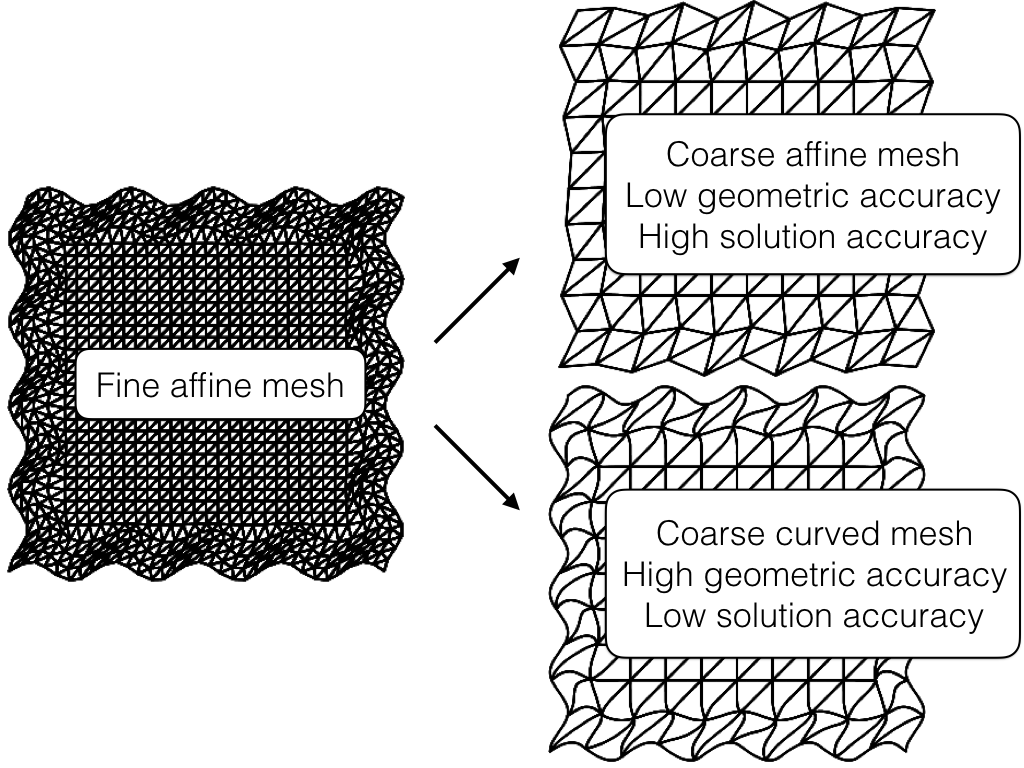 Fine affine mesh
Coarse affine mesh
Low geometric accuracy
High solution accuracy
Coarse curved mesh
High geometric accuracy
Low solution accuracy